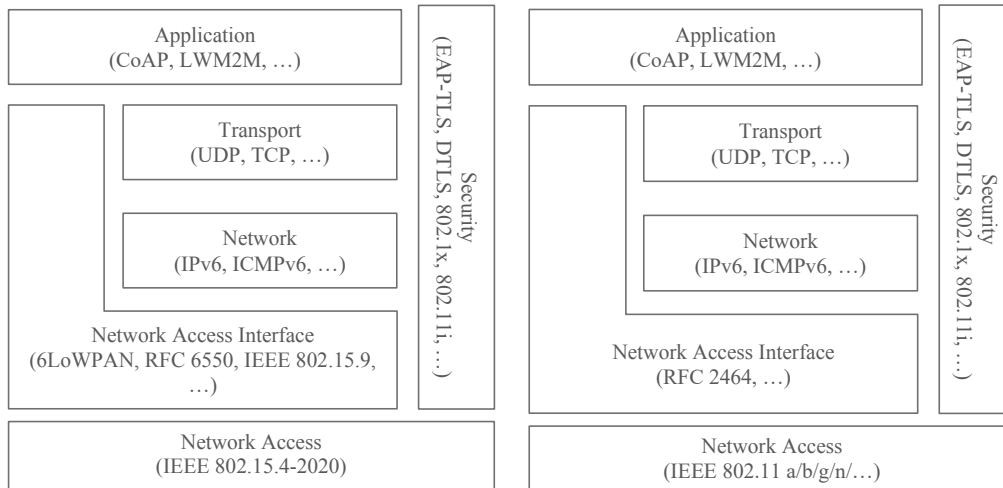 Application
(CoAP, LWM2M, …)
Transport
(UDP, TCP, …)
Network
(IPv6, ICMPv6, …)
Network Access Interface
(6LoWPAN, RFC 6550, IEEE 802.15.9,
…)
Security
(EAP-TLS, DTLS, 802.1x, 802.11i, …)
Network Access
(IEEE 802.15.4-2020)
Application
(CoAP, LWM2M, …)
Transport
(UDP, TCP, …)
Network
(IPv6, ICMPv6, …)
Network Access Interface
(RFC 2464, …)
Security
(EAP-TLS, DTLS, 802.1x, 802.11i, …)
Network Access
(IEEE 802.11 a/b/g/n/…)